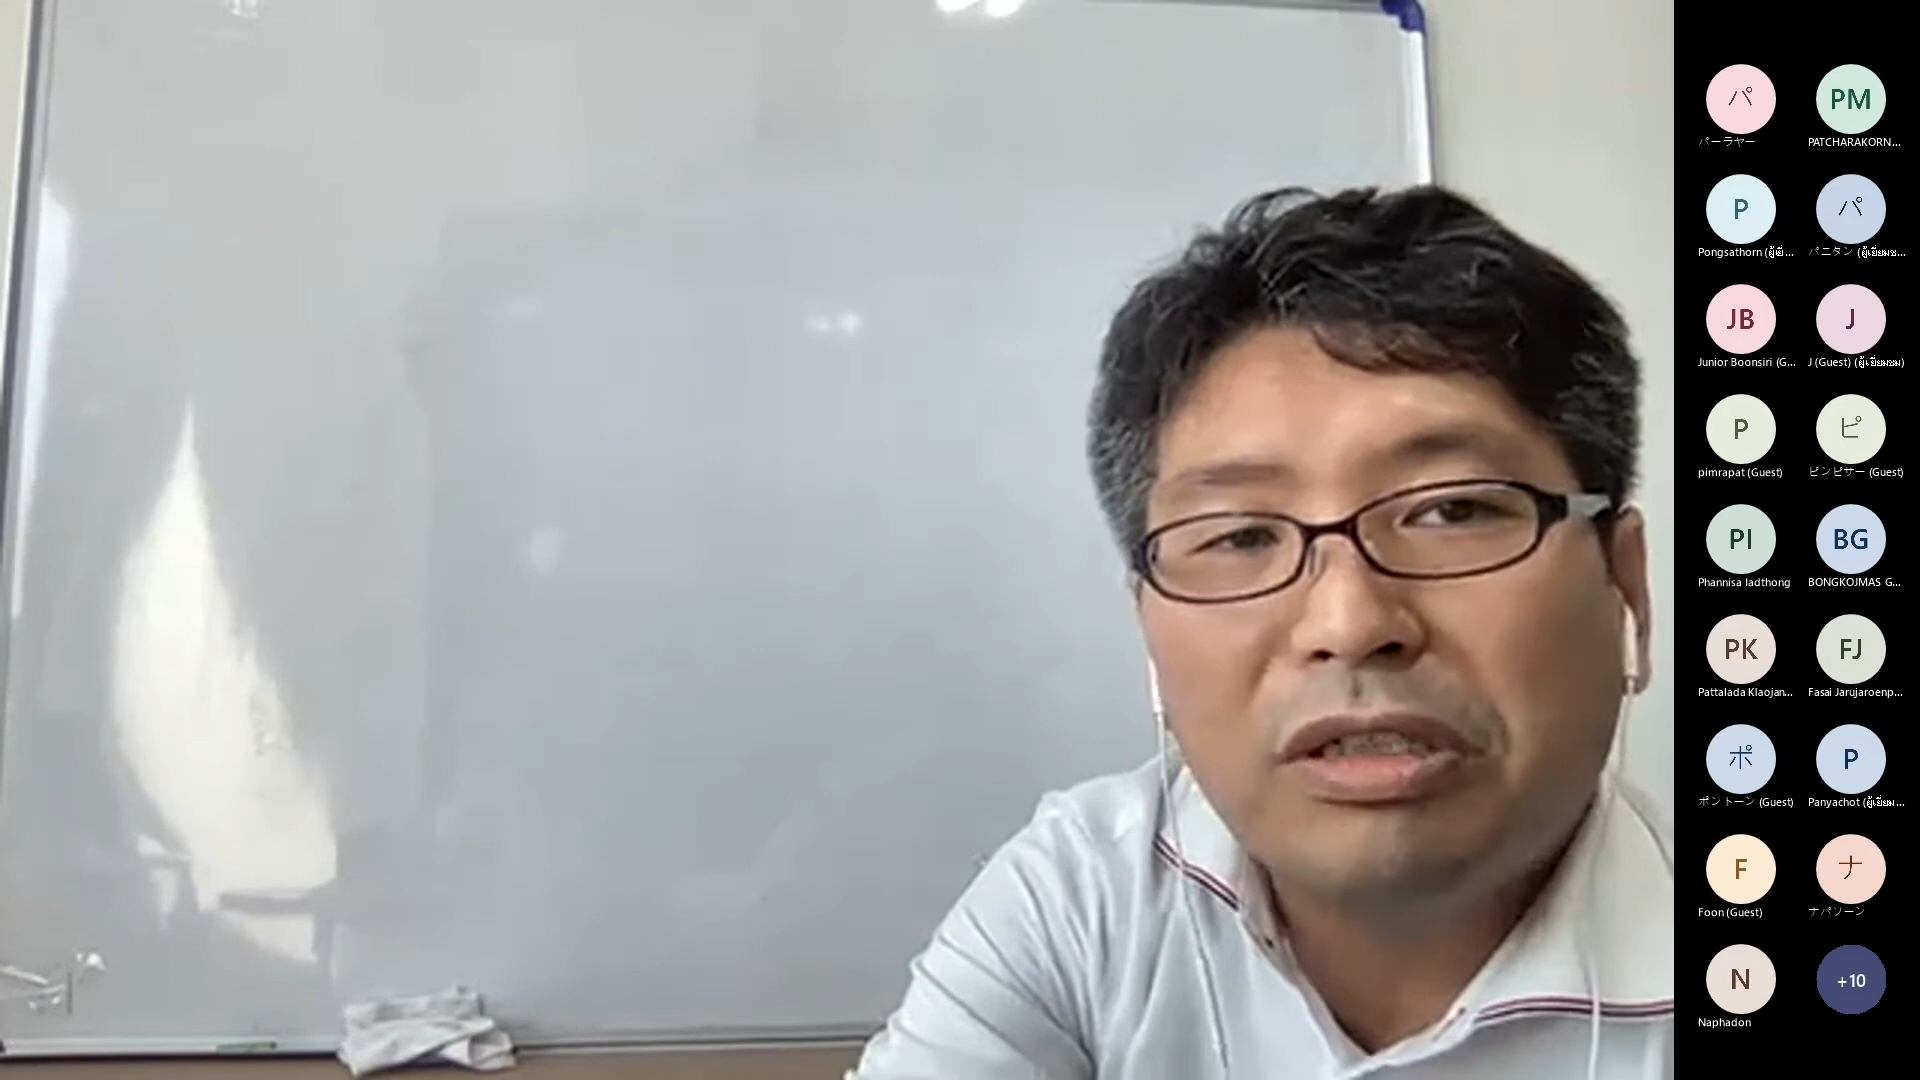 パ PM
パーラヤー PATCHARAKORN...
P パ
Pongsathorn (ผู้เยี่... パニタン (ผู้เยี่ยมช...
JB J
Junior Boonsiri (G... J (Guest) (ผู้เยี่ยมชม)
P ピ
pimrapat (Guest) ピンピサー (Guest)
PI BG
Phannisa Iadthong BONGKOJMAS G...
PK FJ
Pattalada Klaojan... Fasai Jarujaroenp...
ポ P
ポントーン (Guest) Panyachot (ผู้เยี่ยม...
F ナ
Foon (Guest) ナパソーン
N +10
Naphadon